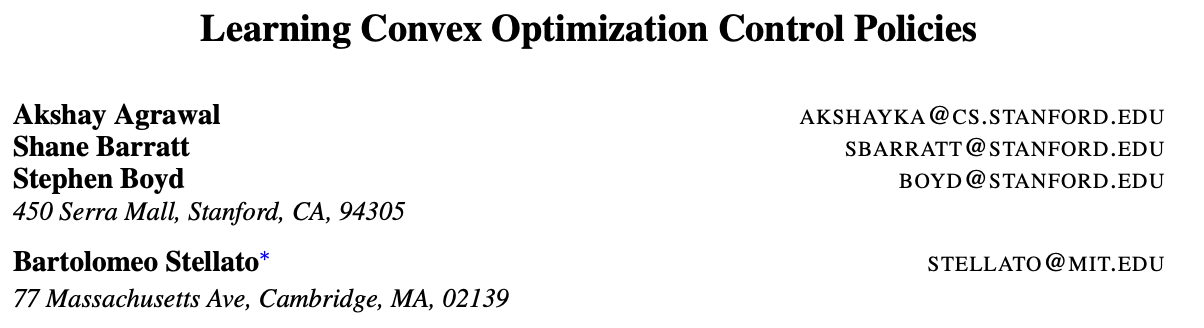 Learning Convex Optimization Control Policies
Akshay Agrawal AKSHAYKA@CS.STANFORD.EDU
Shane Barratt SBARRATT@STANFORD.EDU
Stephen Boyd BOYD@STANFORD.EDU
450 Serra Mall, Stanford, CA, 94305
Bartolomeo Stellato* STELLATO@MIT.EDU
77 Massachusetts Ave, Cambridge, MA, 02139